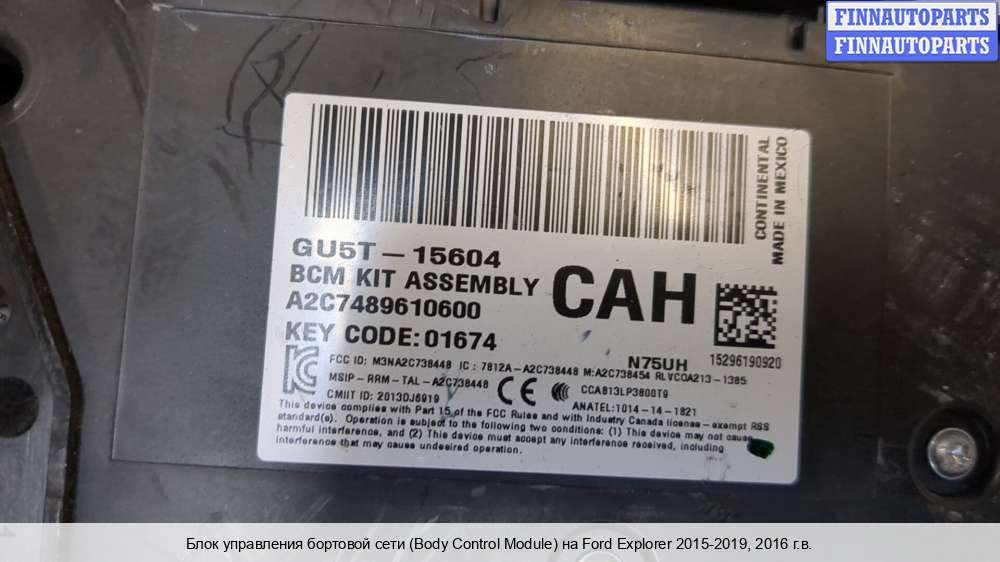 FINNAUTOPARTS
FINNAUTOPARTS
CONTINENTAL
MADE IN MEXICO
GU5T-15604
BCM KIT ASSEMBLY
CAH
A2C7489610600
KEY CODE:01674
N75UH
15296190920
FCC ID: M3NA2C738448 IC: 7812A-A2C738448 M:A2C738454 RLVCOA213-1385
MSIP-RRM-TAL-A2C738448
CE
CCAB13LP3800T9
CMIIT ID: 2013DJ6919
ANATEL:1014-14-1821
This device complies with Part 15 of the FCC Rules and with Industry Canada license-exempt RSS
standard(s). Operation is subject to the following two conditions: (1) This device may not cause
harmful interference, and (2) This device must accept any interference received, including
interference that may cause undesired operation.
Блок управления бортовой сети (Body Control Module) на Ford Explorer 2015-2019, 2016 г.в.